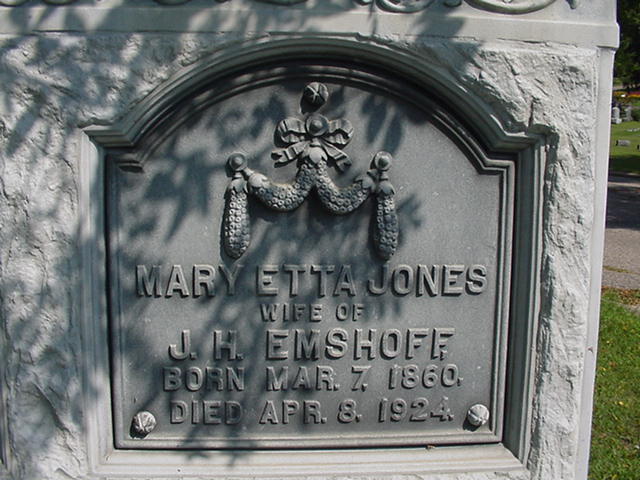 MARY ETTA JONES
WIFE OF
J. H. EMSHOFF,
BORN MAR. 7, 1860.
DIED APR. 8, 1924.